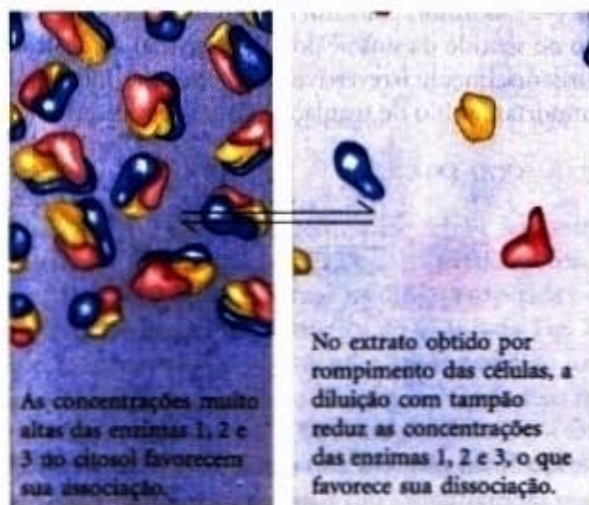 As concentrações muito
altas das enzimas 1, 2 e
3 no citosol favorecem
sua associação.
No extrato obtido por
rompimento das células, a
diluição com tampão
reduz as concentrações
das enzimas 1, 2 e 3, o que
favorece sua dissociação.